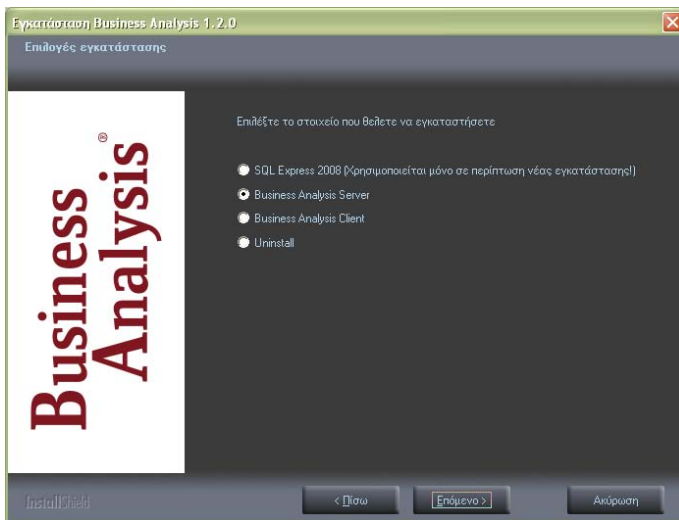 Εγκατάσταση Business Analysis 1.2.0
Επιλογές εγκατάστασης
Επιλέξτε το στοιχείο που θέλετε να εγκαταστήσετε
SQL Express 2008 (Χρησιμοποιείται μόνο σε περίπτωση νέας εγκατάστασης!)
Business Analysis Server
Business Analysis Client
Uninstall
Business
Analysis®
InstallShield
< Πίσω
Επόμενο >
Ακύρωση